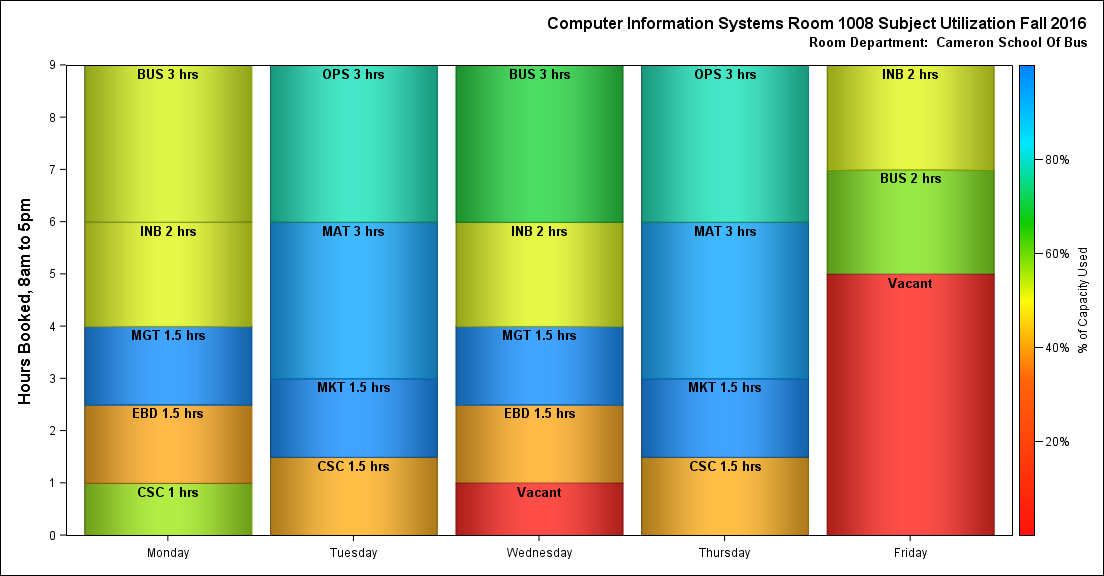 Computer Information Systems Room 1008 Subject Utilization Fall 2016
Room Department:  Cameron School Of Bus
Hours Booked, 8am to 5pm
9
8
7
6
5
4
3
2
1
0
BUS 3 hrs
INB 2 hrs
MGT 1.5 hrs
EBD 1.5 hrs
CSC 1 hrs
OPS 3 hrs
MAT 3 hrs
MKT 1.5 hrs
CSC 1.5 hrs
BUS 3 hrs
INB 2 hrs
MGT 1.5 hrs
EBD 1.5 hrs
Vacant
OPS 3 hrs
MAT 3 hrs
MKT 1.5 hrs
CSC 1.5 hrs
INB 2 hrs
BUS 2 hrs
Vacant
Monday
Tuesday
Wednesday
Thursday
Friday
80%
60%
40%
20%
% of Capacity Used